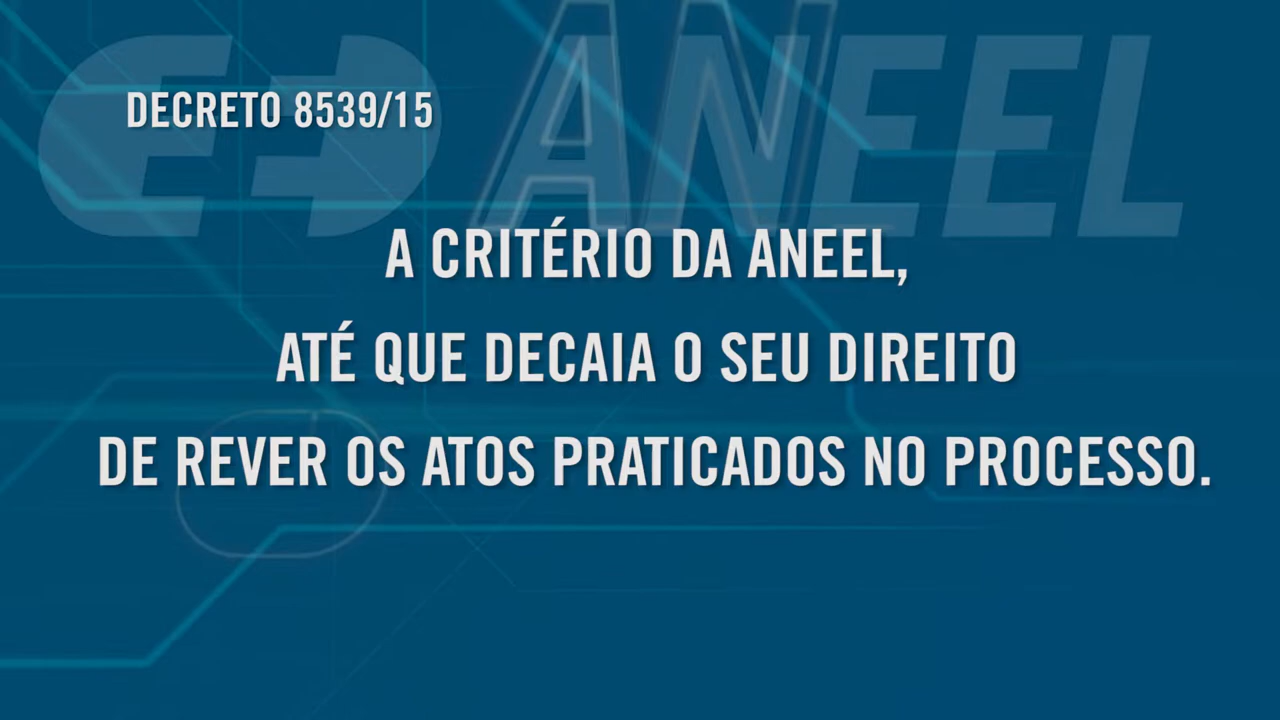 ANEEL
DECRETO 8539/15
A CRITÉRIO DA ANEEL,
ATÉ QUE DECAIA O SEU DIREITO
DE REVER OS ATOS PRATICADOS NO PROCESSO.